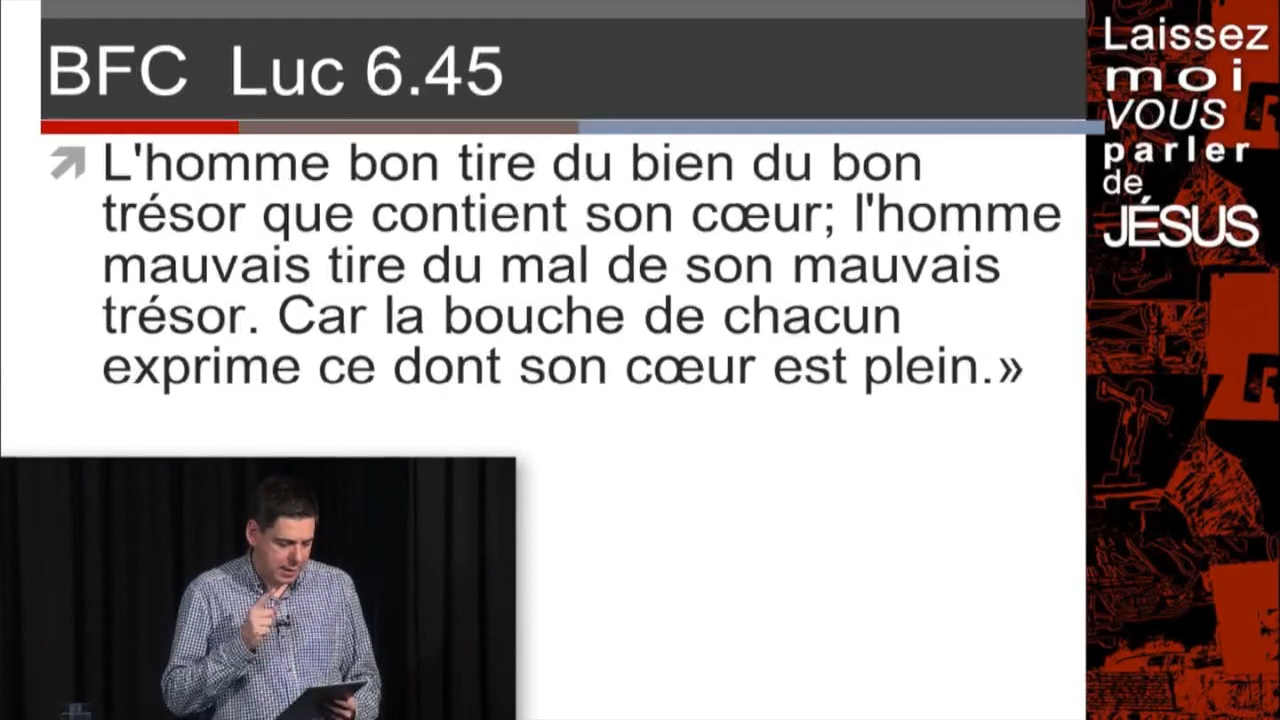 BFC Luc 6.45
L'homme bon tire du bien du bon
trésor que contient son cœur; l'homme
mauvais tire du mal de son mauvais
trésor. Car la bouche de chacun
exprime ce dont son cœur est plein.»
Laissez
moi
VOUS
parler
de
JÉSUS